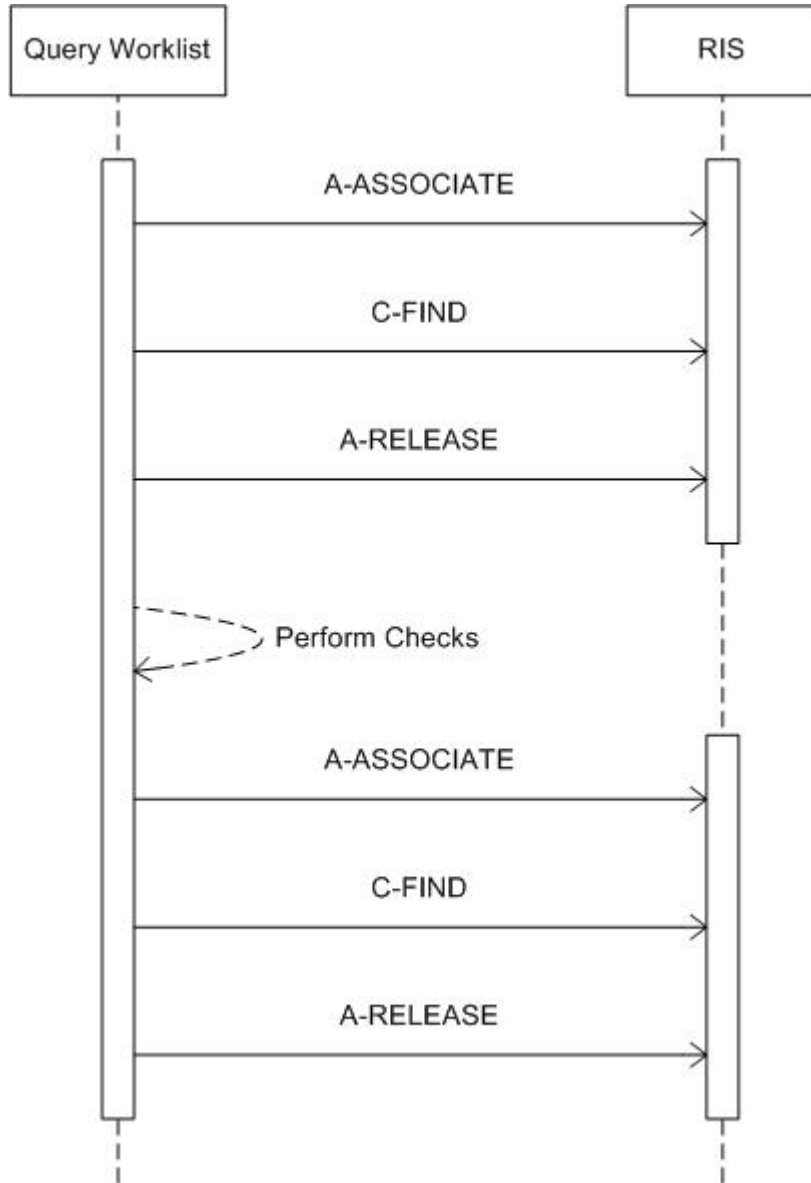 Query Worklist
RIS
A-ASSOCIATE
C-FIND
A-RELEASE
Perform Checks
A-ASSOCIATE
C-FIND
A-RELEASE